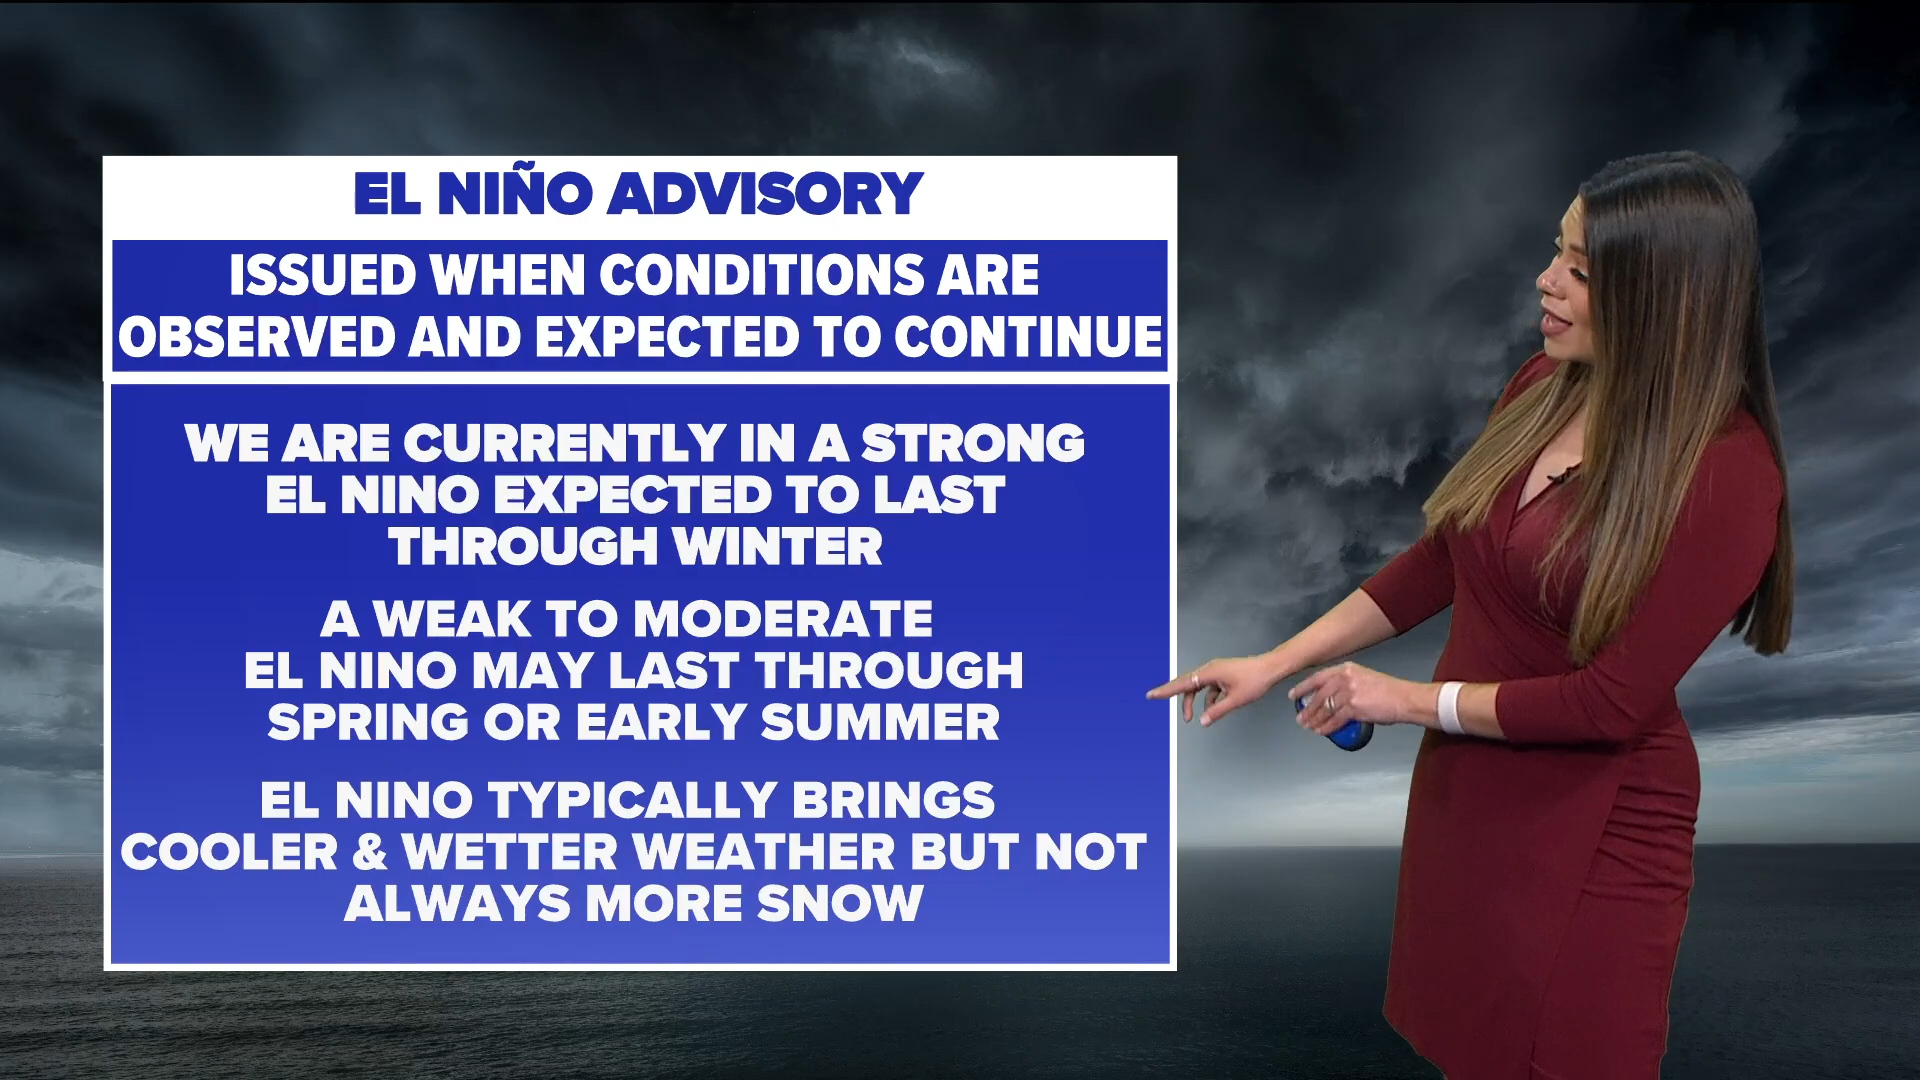 EL NIÑO ADVISORY
ISSUED WHEN CONDITIONS ARE
OBSERVED AND EXPECTED TO CONTINUE
WE ARE CURRENTLY IN A STRONG
EL NINO EXPECTED TO LAST
THROUGH WINTER
A WEAK TO MODERATE
EL NINO MAY LAST THROUGH
SPRING OR EARLY SUMMER
EL NINO TYPICALLY BRINGS
COOLER & WETTER WEATHER BUT NOT
ALWAYS MORE SNOW